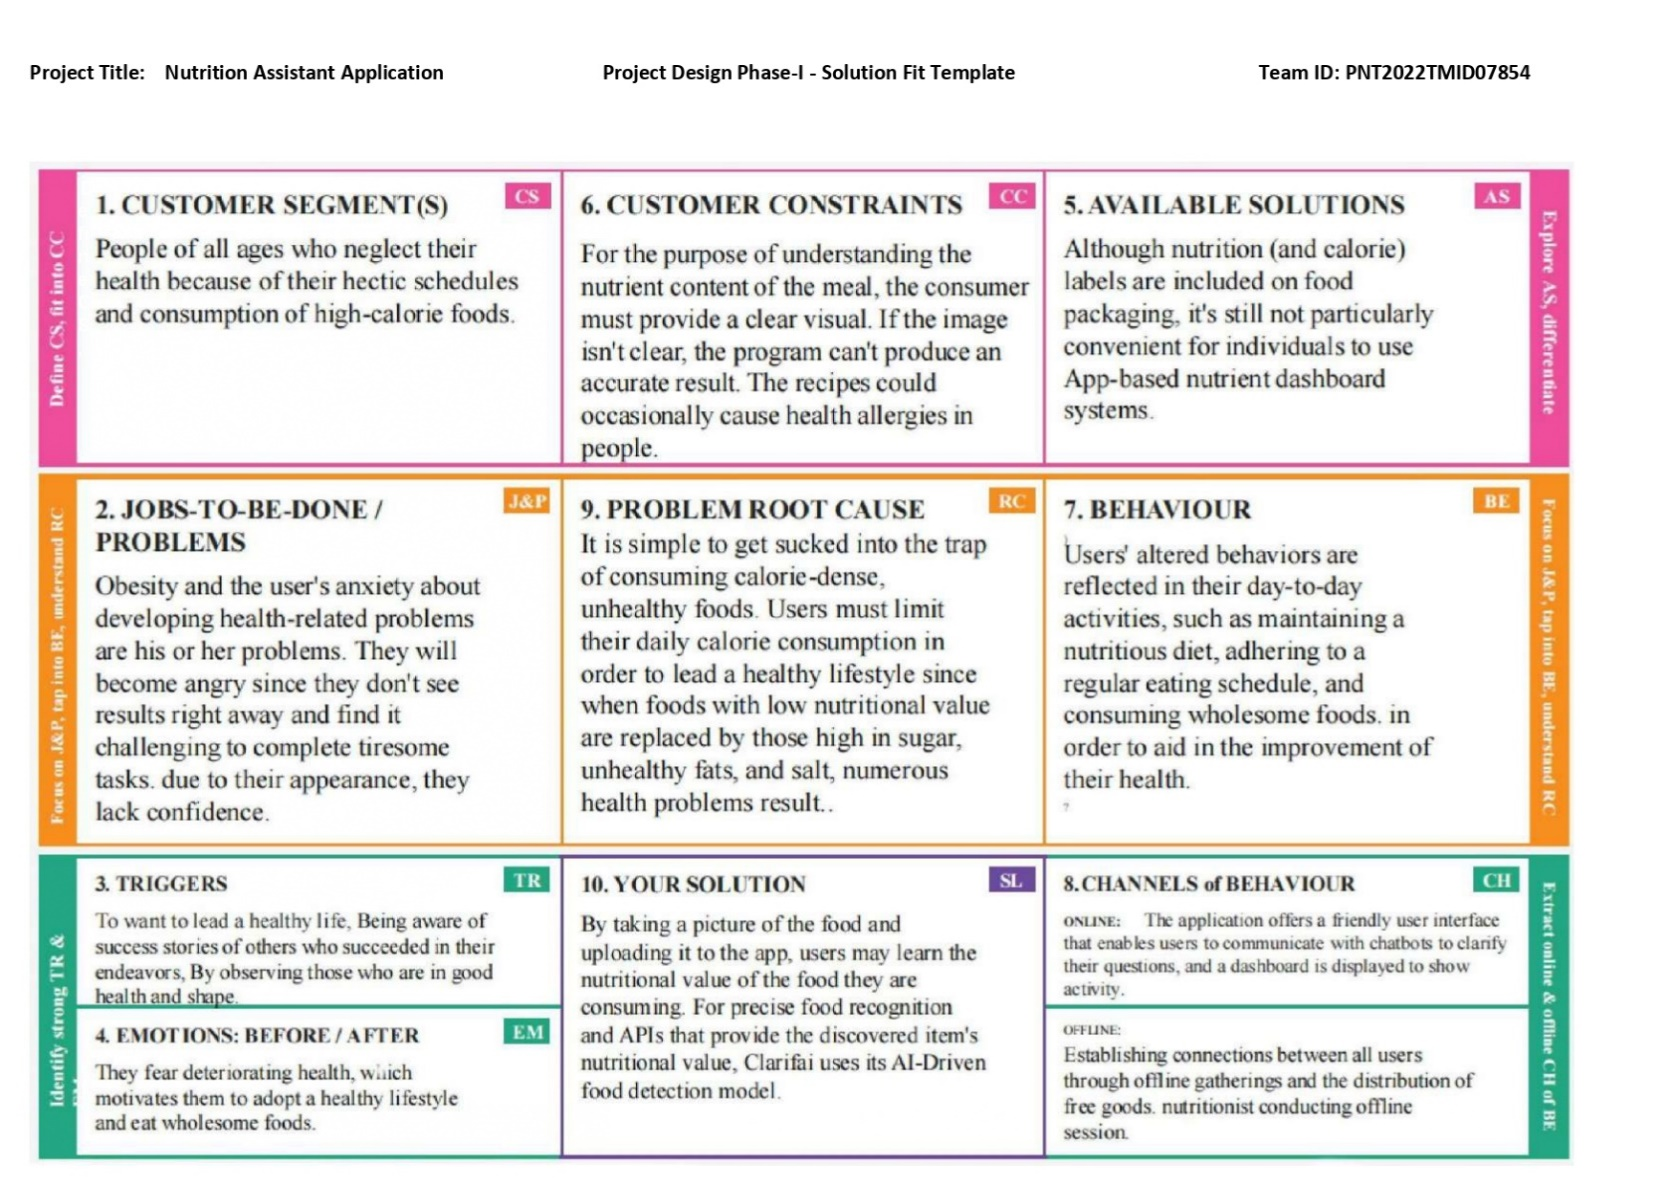 Project Title: Nutrition Assistant Application
Project Design Phase-I - Solution Fit Template
Team ID: PNT2022TMID07854
Define CS, fit into CC
1. CUSTOMER SEGMENT(S)
CS
People of all ages who neglect their
health because of their hectic schedules
and consumption of high-calorie foods.
6. CUSTOMER CONSTRAINTS
CC
For the purpose of understanding the
nutrient content of the meal, the consumer
must provide a clear visual. If the image
isn't clear, the program can't produce an
accurate result. The recipes could
occasionally cause health allergies in
people.
5. AVAILABLE SOLUTIONS
AS
Although nutrition (and calorie)
labels are included on food
packaging, it's still not particularly
convenient for individuals to use
App-based nutrient dashboard
systems.
Explore AS, differentiate
Focus on J&P, tap into BE, understand RC
2. JOBS-TO-BE-DONE /
PROBLEMS
J&P
Obesity and the user's anxiety about
developing health-related problems
are his or her problems. They will
become angry since they don't see
results right away and find it
challenging to complete tiresome
tasks. due to their appearance, they
lack confidence.
9. PROBLEM ROOT CAUSE
RC
It is simple to get sucked into the trap
of consuming calorie-dense,
unhealthy foods. Users must limit
their daily calorie consumption in
order to lead a healthy lifestyle since
when foods with low nutritional value
are replaced by those high in sugar,
unhealthy fats, and salt, numerous
health problems result..
7. BEHAVIOUR
BE
Users' altered behaviors are
reflected in their day-to-day
activities, such as maintaining a
nutritious diet, adhering to a
regular eating schedule, and
consuming wholesome foods. in
order to aid in the improvement of
their health.
?
Focus on J&P, tap into BE, understand RC
Identify strong TR &
3. TRIGGERS
TR
To want to lead a healthy life, Being aware of
success stories of others who succeeded in their
endeavors, By observing those who are in good
health and shape.
4. EMOTIONS: BEFORE / AFTER
EM
They fear deteriorating health, which
motivates them to adopt a healthy lifestyle
and eat wholesome foods.
10. YOUR SOLUTION
SL
By taking a picture of the food and
uploading it to the app, users may learn the
nutritional value of the food they are
consuming. For precise food recognition
and APIs that provide the discovered item's
nutritional value, Clarifai uses its AI-Driven
food detection model.
8. CHANNELS of BEHAVIOUR
CH
ONLINE: The application offers a friendly user interface
that enables users to communicate with chatbots to clarify
their questions, and a dashboard is displayed to show
activity.
OFFLINE:
Establishing connections between all users
through offline gatherings and the distribution of
free goods. nutritionist conducting offline
session.
Extract online & offline CH of BE